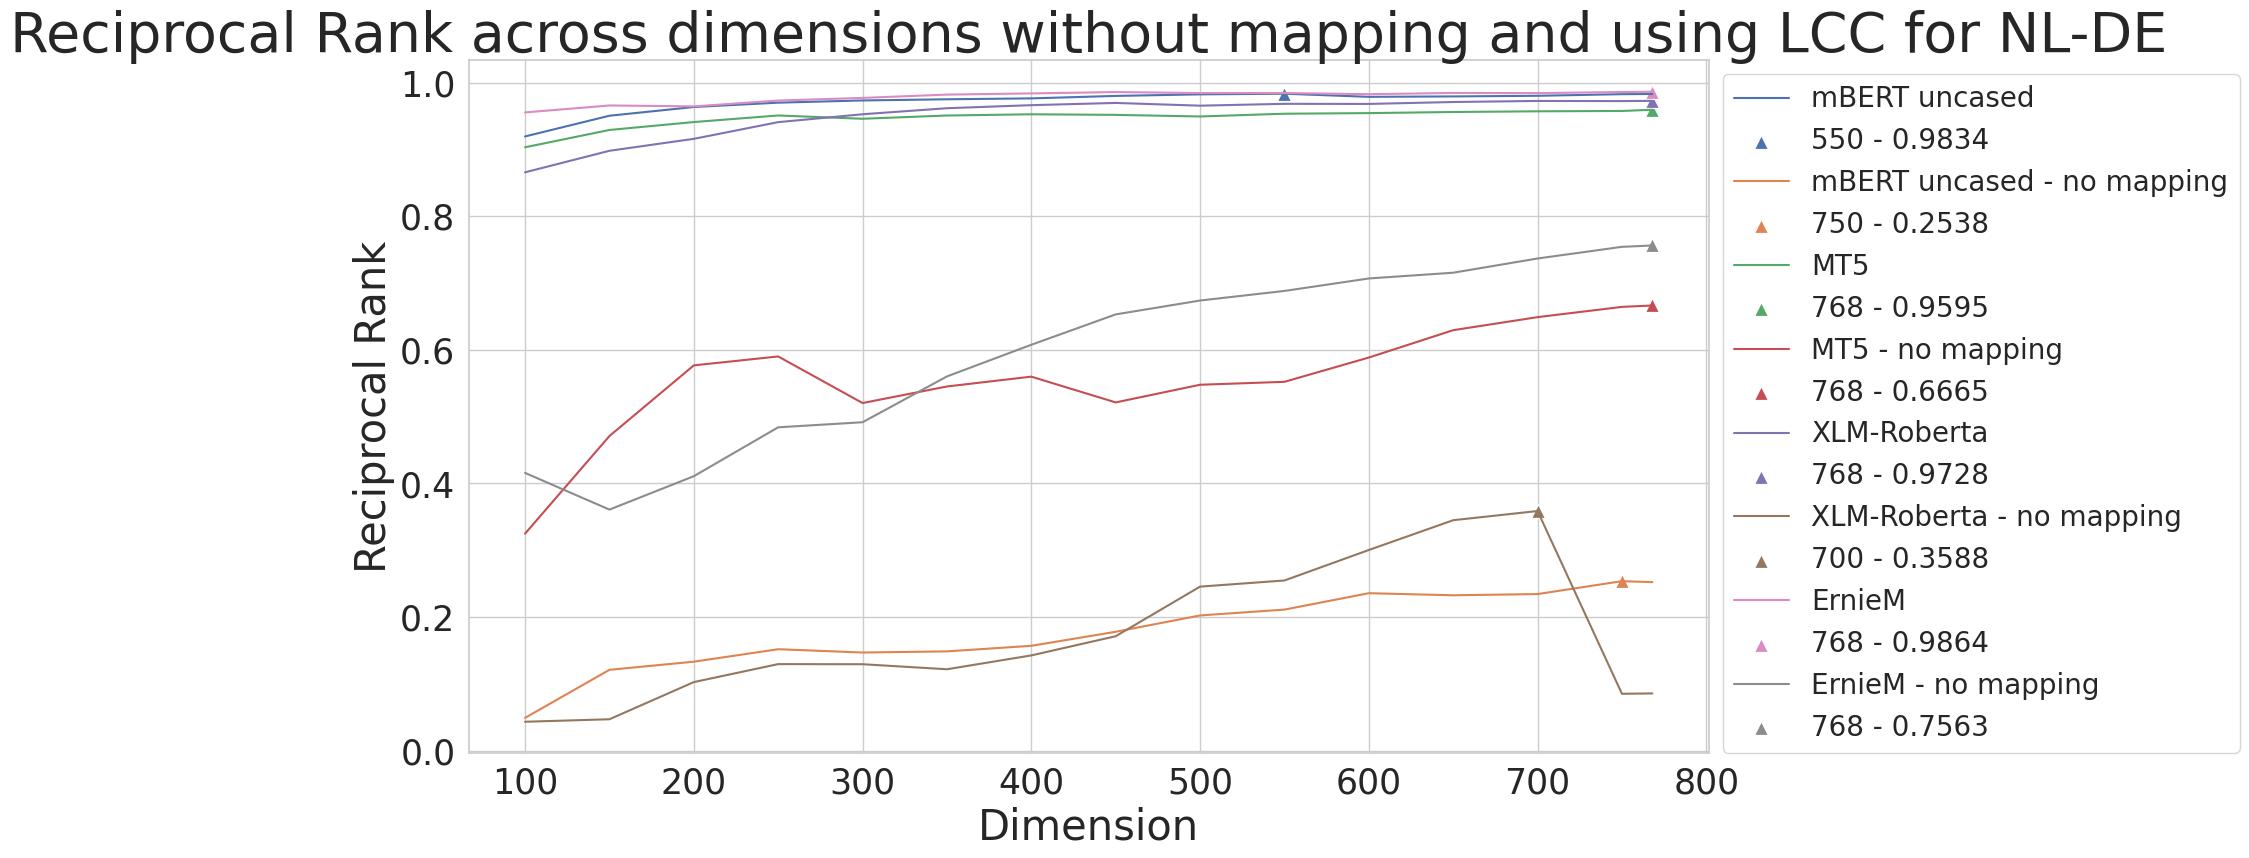 Reciprocal Rank across dimensions without mapping and using LCC for NL-DE
Reciprocal Rank
1.0
0.8
0.6
0.4
0.2
0.0
100 200 300 400 500 600 700 800
Dimension
mBERT uncased
550 - 0.9834
mBERT uncased - no mapping
750 - 0.2538
MT5
768 - 0.9595
MT5 - no mapping
768 - 0.6665
XLM-Roberta
768 - 0.9728
XLM-Roberta - no mapping
700 - 0.3588
ErnieM
768 - 0.9864
ErnieM - no mapping
768 - 0.7563